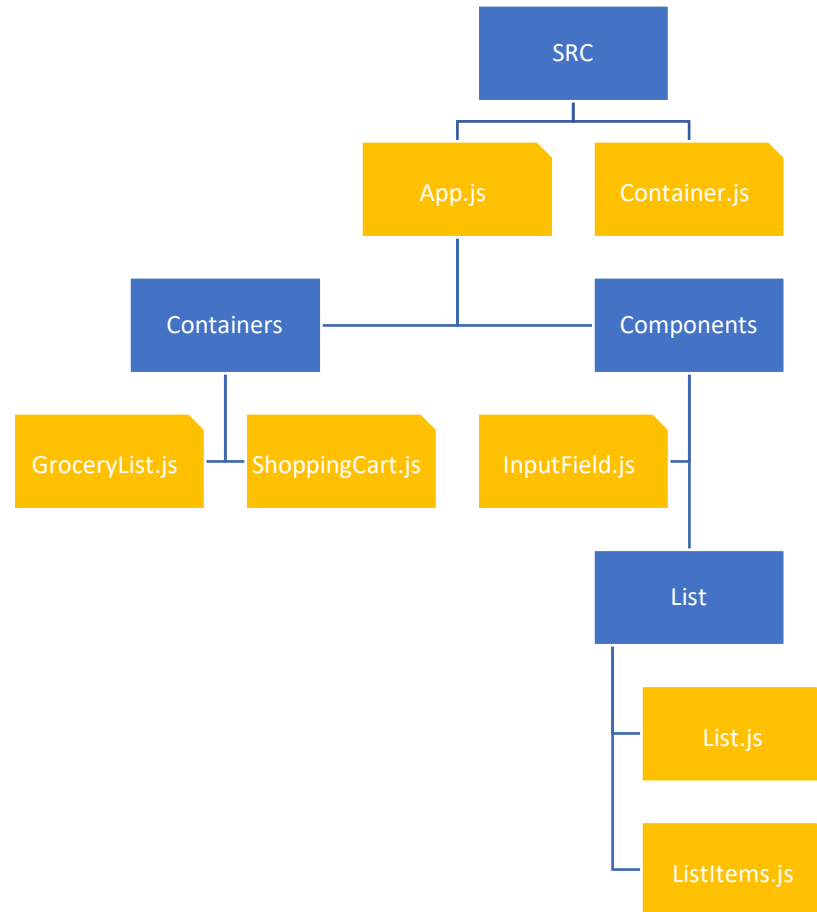 SRC
App.js
Container.js
Containers
Components
GroceryList.js
ShoppingCart.js
InputField.js
List
List.js
ListItems.js